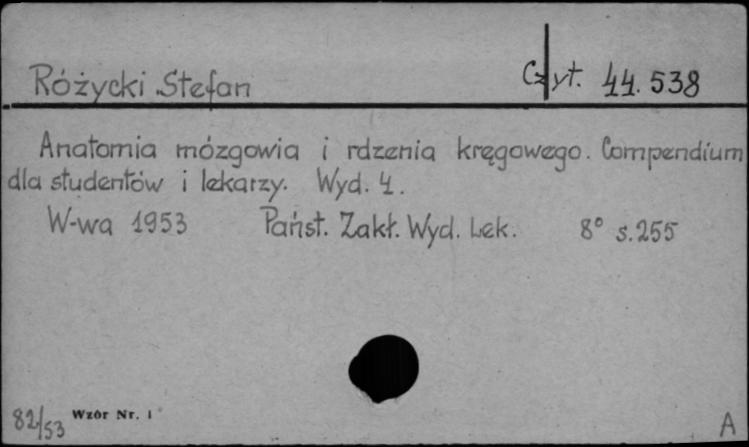 Różycki Stefan Czyt. 44.538
Anatomia mózgowia i rdzenia kręgowego. Compendium
dla studentów i lekarzy. Wyd. 4.
W-wa 1953 Państ. Zakł. Wyd. Lek. 8° s.255
82/53 Wzór Nr. 1 A